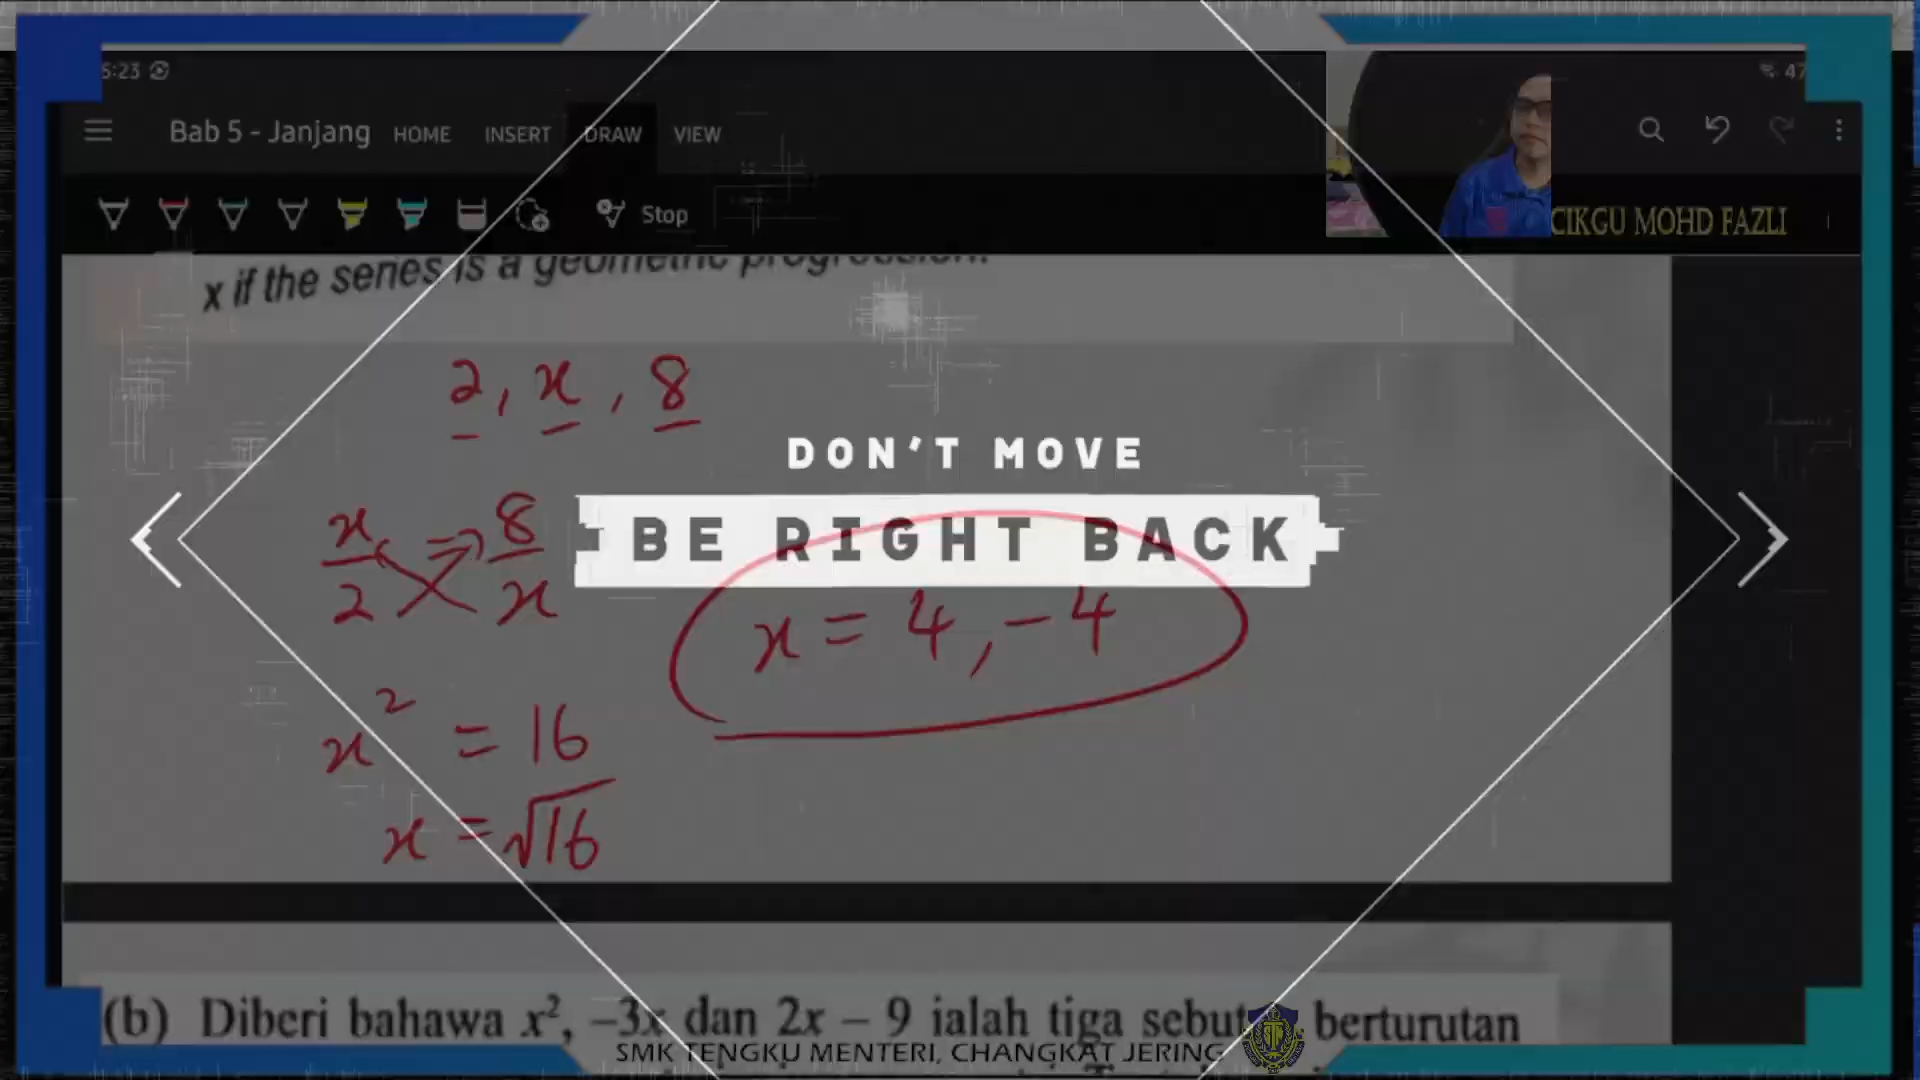 5:23
47
Bab 5 - Janjang HOME INSERT DRAW VIEW
Stop
CIKGU MOHD FAZLI
x if the series is a geometric progression.
2, x, 8
DON'T MOVE
BE RIGHT BACK
x/2 = 8/x
x = 4, -4
x² = 16
x = √16
(b) Diberi bahawa x², –3x dan 2x – 9 ialah tiga sebutan berturutan
SMK TENGKU MENTERI, CHANGKAT JERING